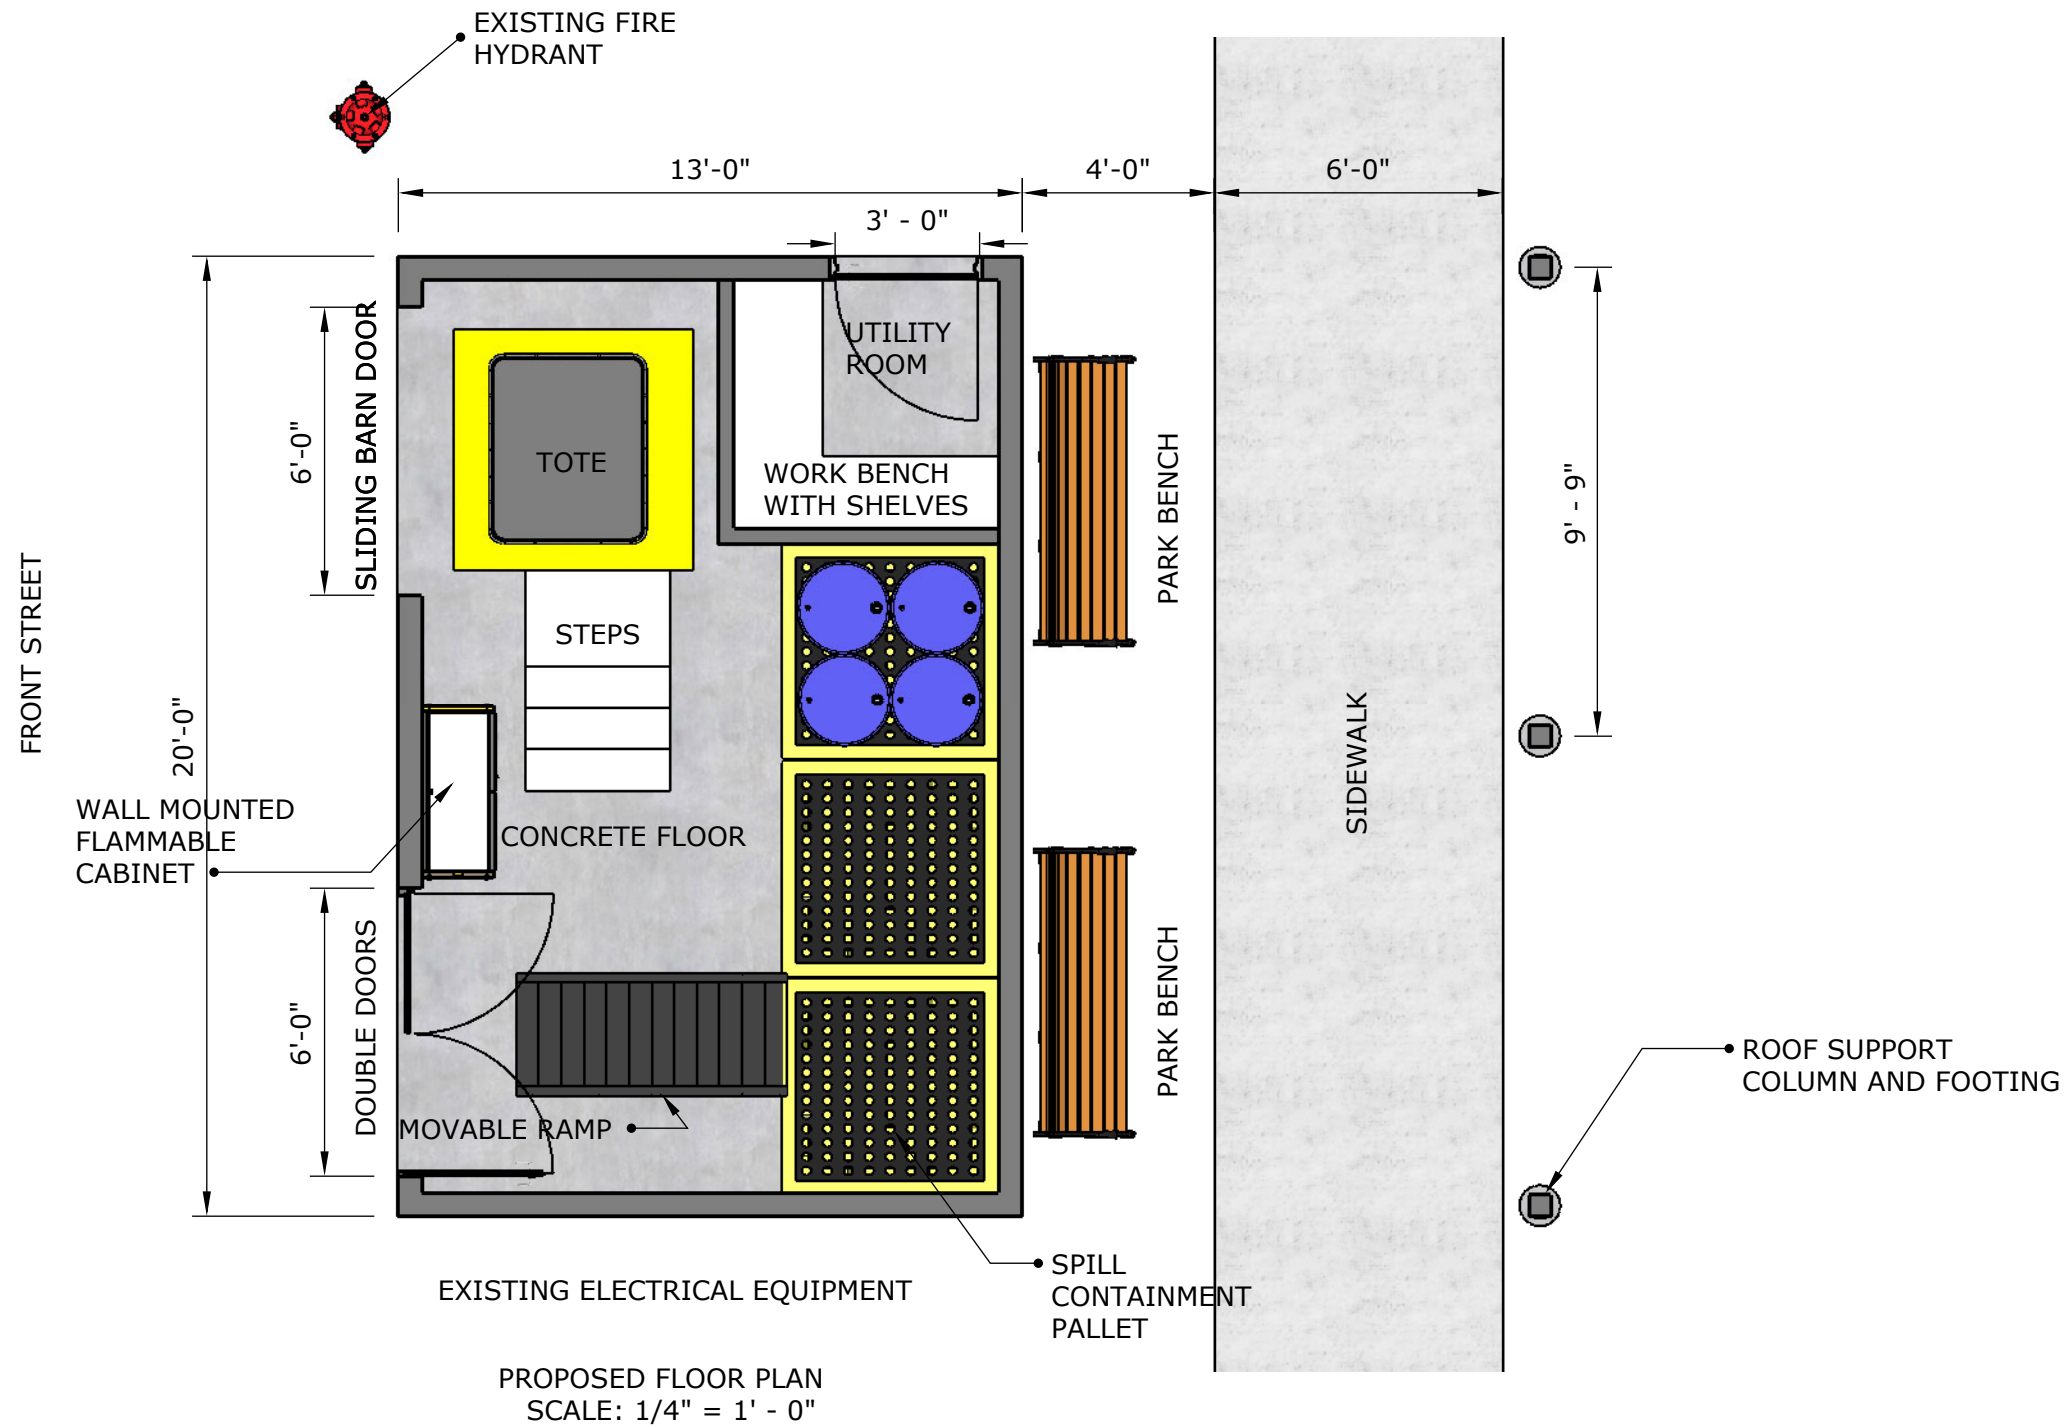 EXISTING FIRE
HYDRANT
13'-0"
4'-0"
6'-0"
3' - 0"
SLIDING BARN DOOR
6'-0"
UTILITY
ROOM
TOTE
WORK BENCH
WITH SHELVES
PARK BENCH
9' - 9"
FRONT STREET
20'-0"
STEPS
SIDEWALK
WALL MOUNTED
FLAMMABLE
CABINET
CONCRETE FLOOR
DOUBLE DOORS
6'-0"
MOVABLE RAMP
PARK BENCH
ROOF SUPPORT
COLUMN AND FOOTING
SPILL
CONTAINMENT
PALLET
EXISTING ELECTRICAL EQUIPMENT
PROPOSED FLOOR PLAN
SCALE: 1/4" = 1' - 0"